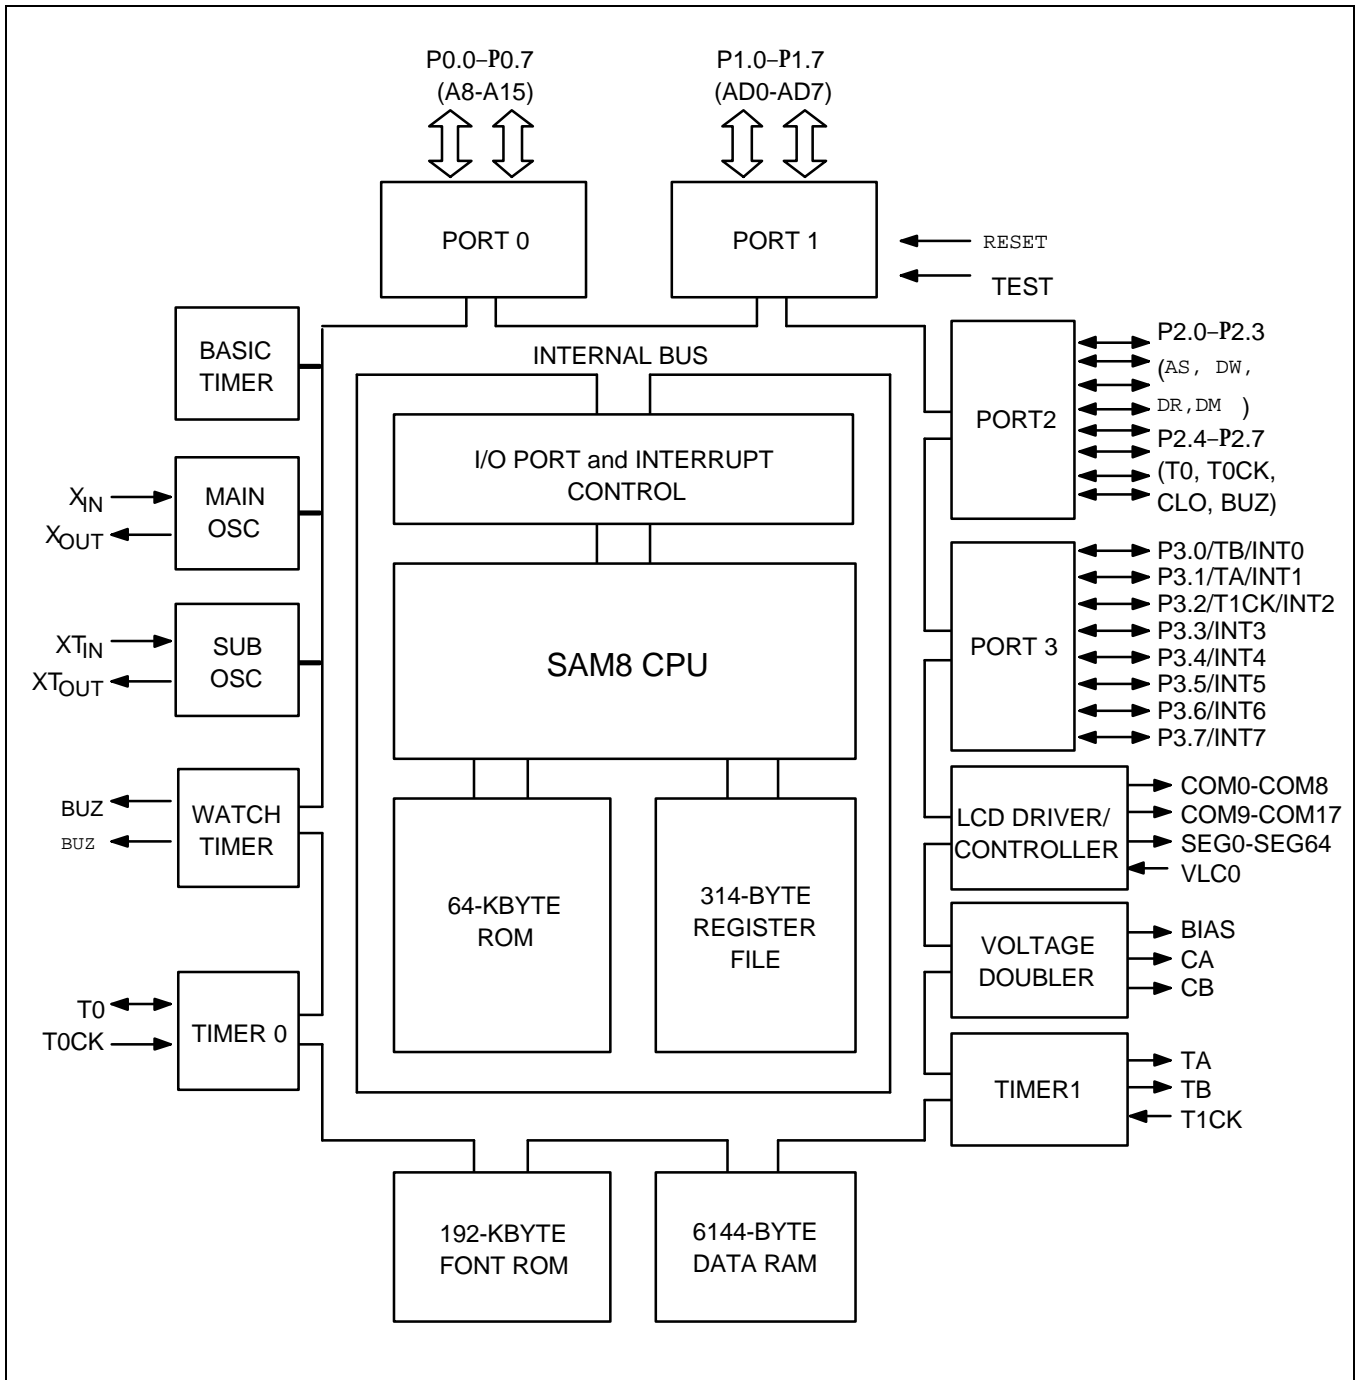 P0.0–P0.7
(A8-A15)
P1.0–P1.7
(AD0-AD7)
PORT 0
PORT 1
RESET
TEST
BASIC
TIMER
INTERNAL BUS
PORT2
P2.0–P2.3
(AS, DW,
DR,DM )
P2.4–P2.7
(T0, T0CK,
CLO, BUZ)
I/O PORT and INTERRUPT
CONTROL
XIN
XOUT
MAIN
OSC
PORT 3
P3.0/TB/INT0
P3.1/TA/INT1
P3.2/T1CK/INT2
P3.3/INT3
P3.4/INT4
P3.5/INT5
P3.6/INT6
P3.7/INT7
SAM8 CPU
XTIN
XTOUT
SUB
OSC
BUZ
BUZ
WATCH
TIMER
LCD DRIVER/
CONTROLLER
COM0-COM8
COM9-COM17
SEG0-SEG64
VLC0
64-KBYTE
ROM
314-BYTE
REGISTER
FILE
VOLTAGE
DOUBLER
BIAS
CA
CB
T0
T0CK
TIMER 0
TIMER1
TA
TB
T1CK
192-KBYTE
FONT ROM
6144-BYTE
DATA RAM